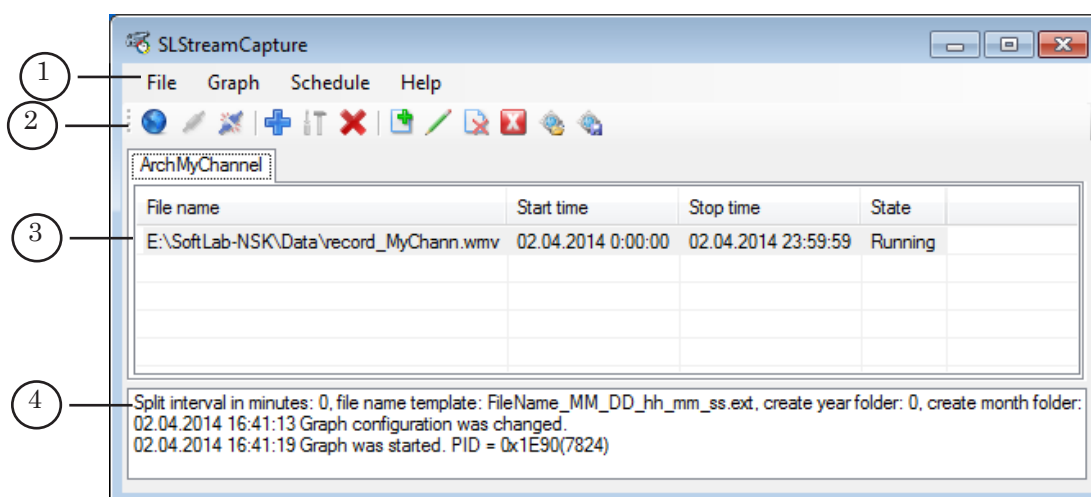 SLStreamCapture
1
File Graph Schedule Help
2
ArchMyChannel
File name Start time Stop time State
3
E:\SoftLab-NSK\Data\record_MyChann.wmv 02.04.2014 0:00:00 02.04.2014 23:59:59 Running
4
Split interval in minutes: 0, file name template: FileName_MM_DD_hh_mm_ss.ext, create year folder: 0, create month folder:
02.04.2014 16:41:13 Graph configuration was changed.
02.04.2014 16:41:19 Graph was started. PID = 0x1E90(7824)